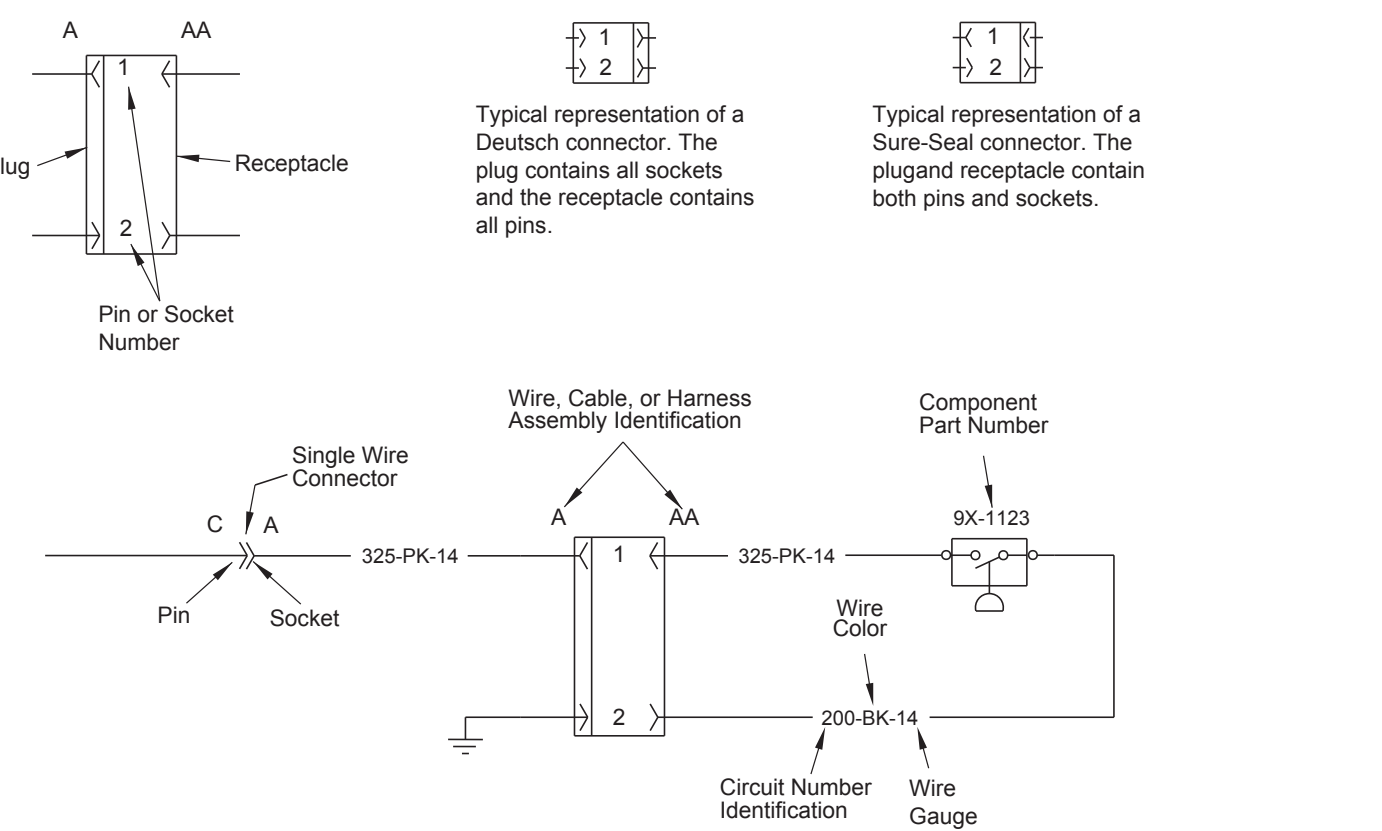 A
AA
1
lug
Receptacle
2
Pin or Socket
Number
1
2
Typical representation of a
Deutsch connector. The
plug contains all sockets
and the receptacle contains
all pins.
1
2
Typical representation of a
Sure-Seal connector. The
plugand receptacle contain
both pins and sockets.
Wire, Cable, or Harness
Assembly Identification
Component
Part Number
Single Wire
Connector
C
A
A
AA
9X-1123
325-PK-14
1
325-PK-14
Pin
Socket
Wire
Color
2
200-BK-14
Circuit Number
Identification
Wire
Gauge